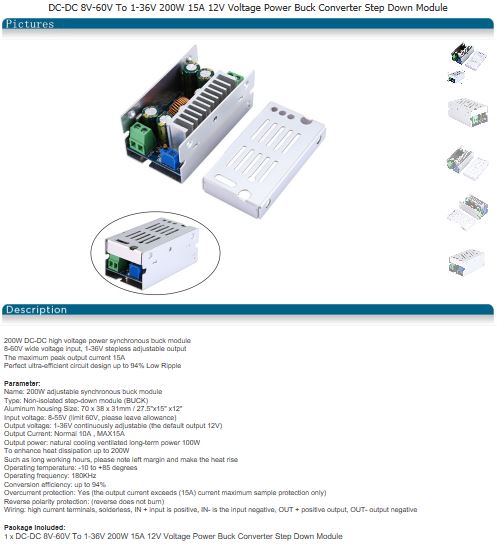 DC-DC 8V-60V To 1-36V 200W 15A 12V Voltage Power Buck Converter Step Down Module
Pictures
Description
200W DC-DC high voltage power synchronous buck module
8-60V wide voltage input, 1-36V stepless adjustable output
The maximum peak output current 15A
Perfect ultra-efficient circuit design up to 94% Low Ripple
Parameter:
Name: 200W adjustable synchronous buck module
Type: Non-isolated step-down module (BUCK)
Aluminum housing Size: 70 x 38 x 31mm / 27.5"x15" x12"
Input voltage: 8-55V (limit 60V, please leave allowance)
Output voltage: 1-36V continuously adjustable (the default output 12V)
Output Current: Normal 10A , MAX15A
Output power: natural cooling ventilated long-term power 100W
To enhance heat dissipation up to 200W
Such as long working hours, please note left margin and make the heat rise
Operating temperature: -10 to +85 degrees
Operating frequency: 180KHz
Conversion efficiency: up to 94%
Overcurrent protection: Yes (the output current exceeds (15A) current maximum sample protection only)
Reverse polarity protection: (reverse does not burn)
Wiring: high current terminals, solderless, IN + input is positive, IN- is the input negative, OUT + positive output, OUT- output negative
Package Included:
1 x DC-DC 8V-60V To 1-36V 200W 15A 12V Voltage Power Buck Converter Step Down Module